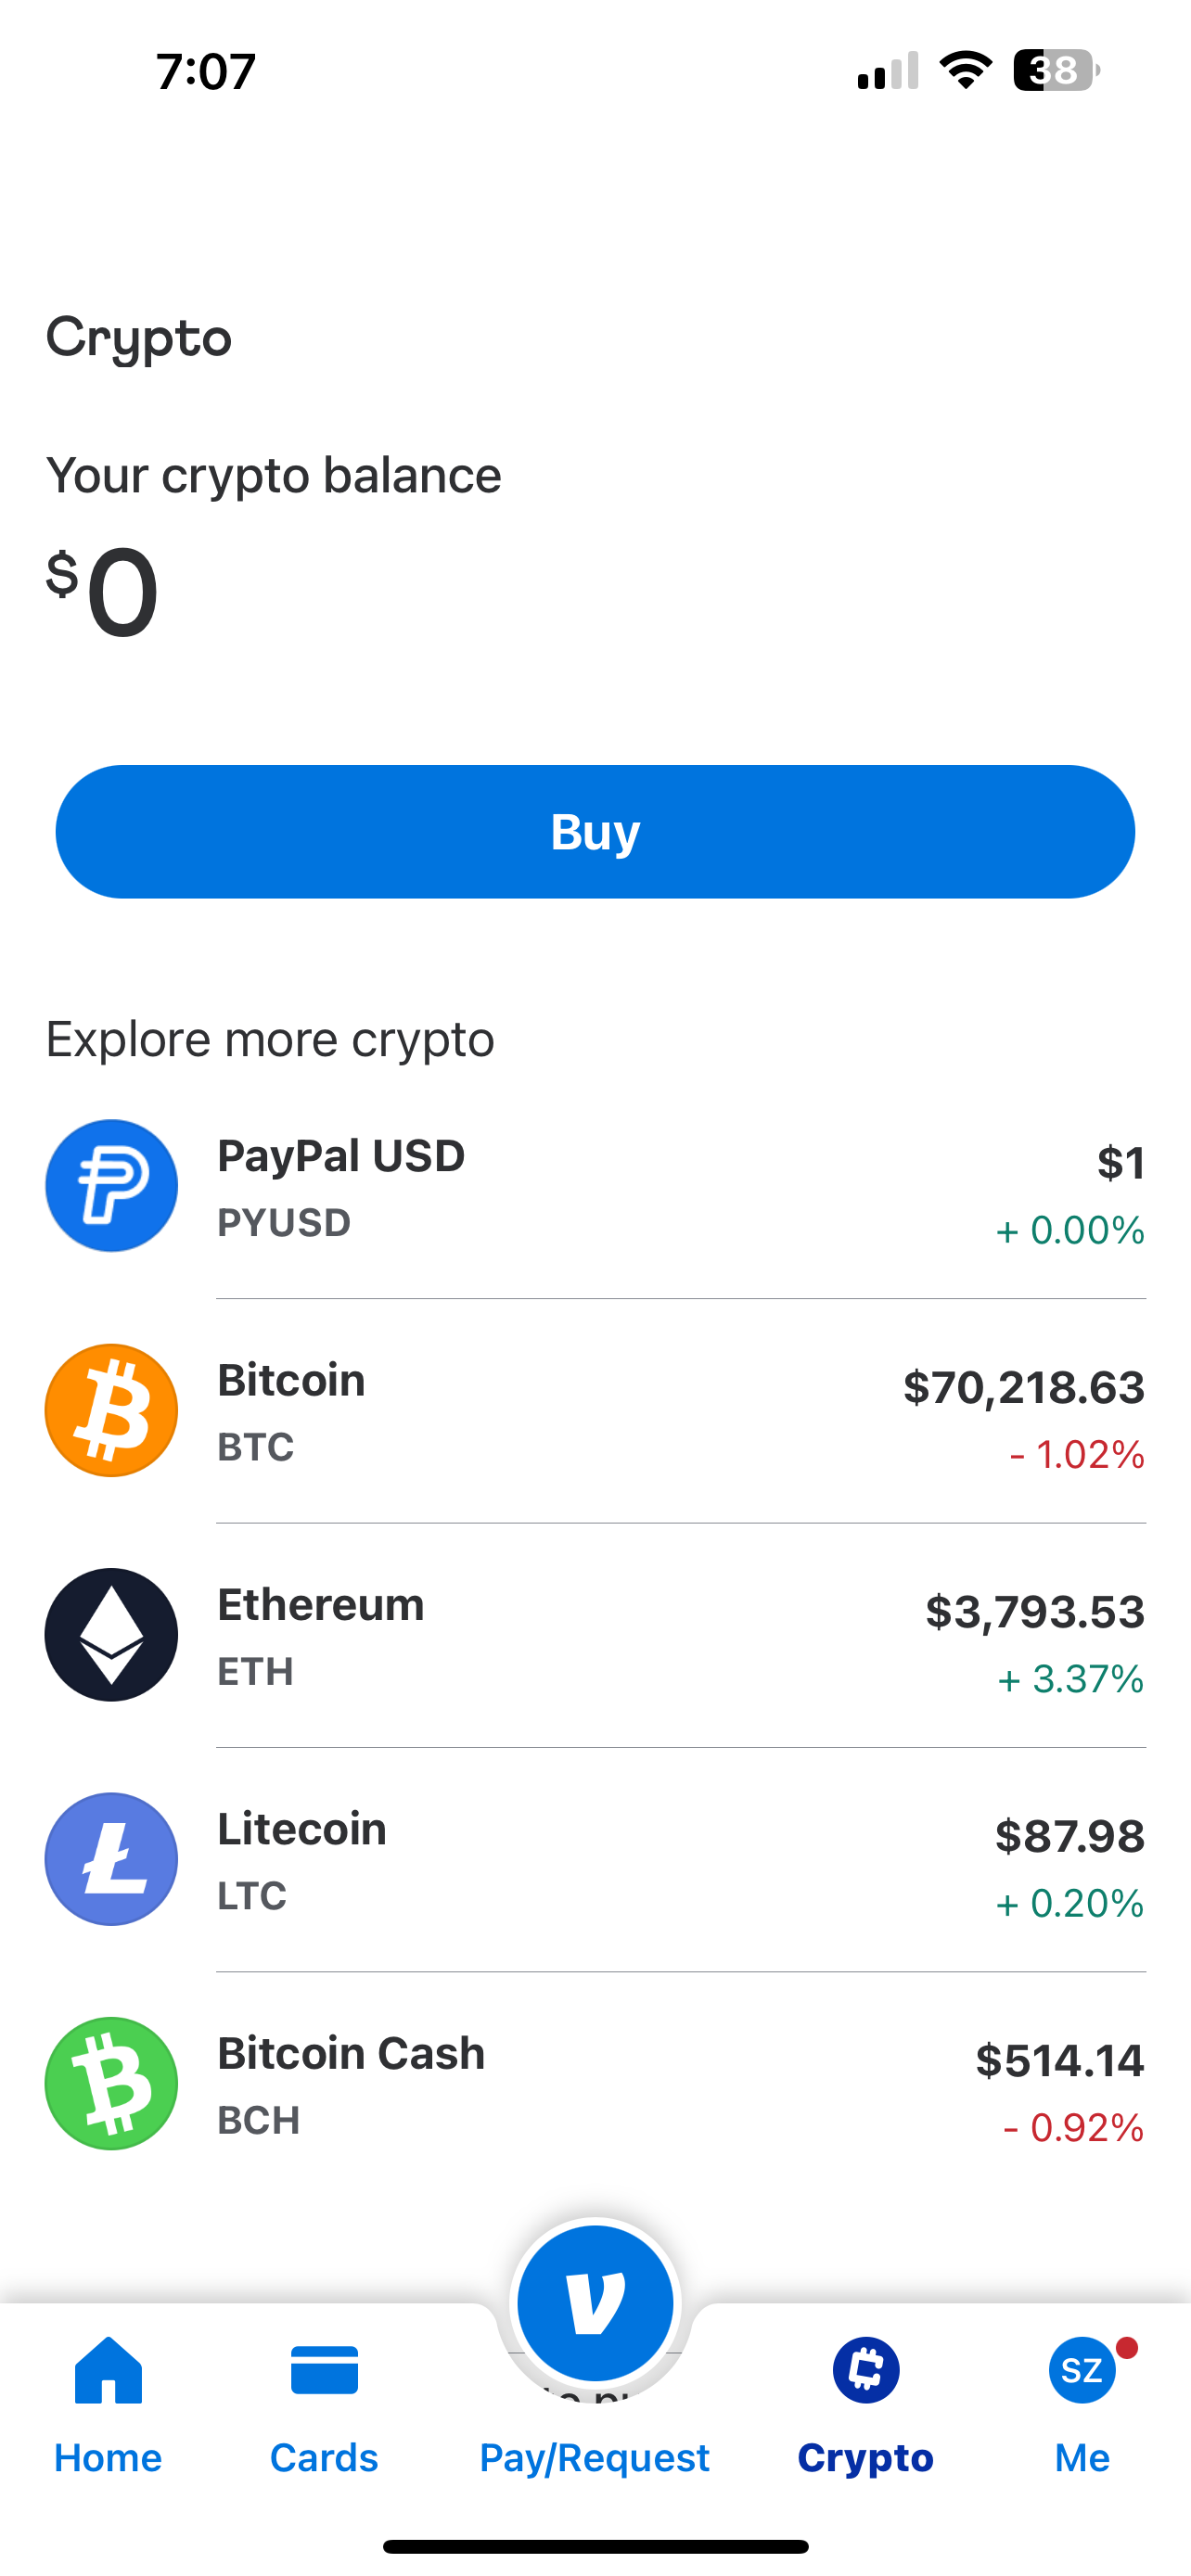 7:07
38
Crypto
Your crypto balance
$0
Buy
Explore more crypto
PayPal USD
$1
PYUSD
+ 0.00%
Bitcoin
$70,218.63
BTC
- 1.02%
Ethereum
$3,793.53
ETH
+ 3.37%
Litecoin
$87.98
LTC
+ 0.20%
Bitcoin Cash
$514.14
BCH
- 0.92%
SZ
Home
Cards
Pay/Request
Crypto
Me